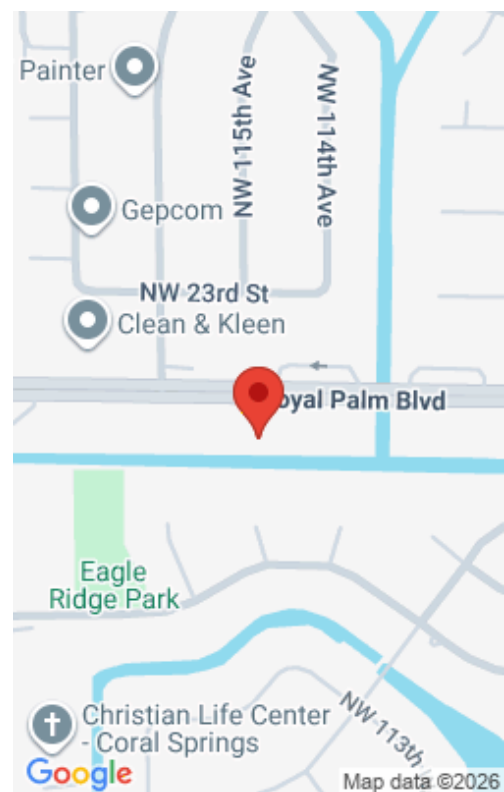 Painter
NW 115th Ave
NW 114th Ave
Gepcom
NW 23rd St
Clean & Kleen
oyal Palm Blvd
Eagle
Ridge Park
Christian Life Center
- Coral Springs
NW 113th
Google
Map data ©2026